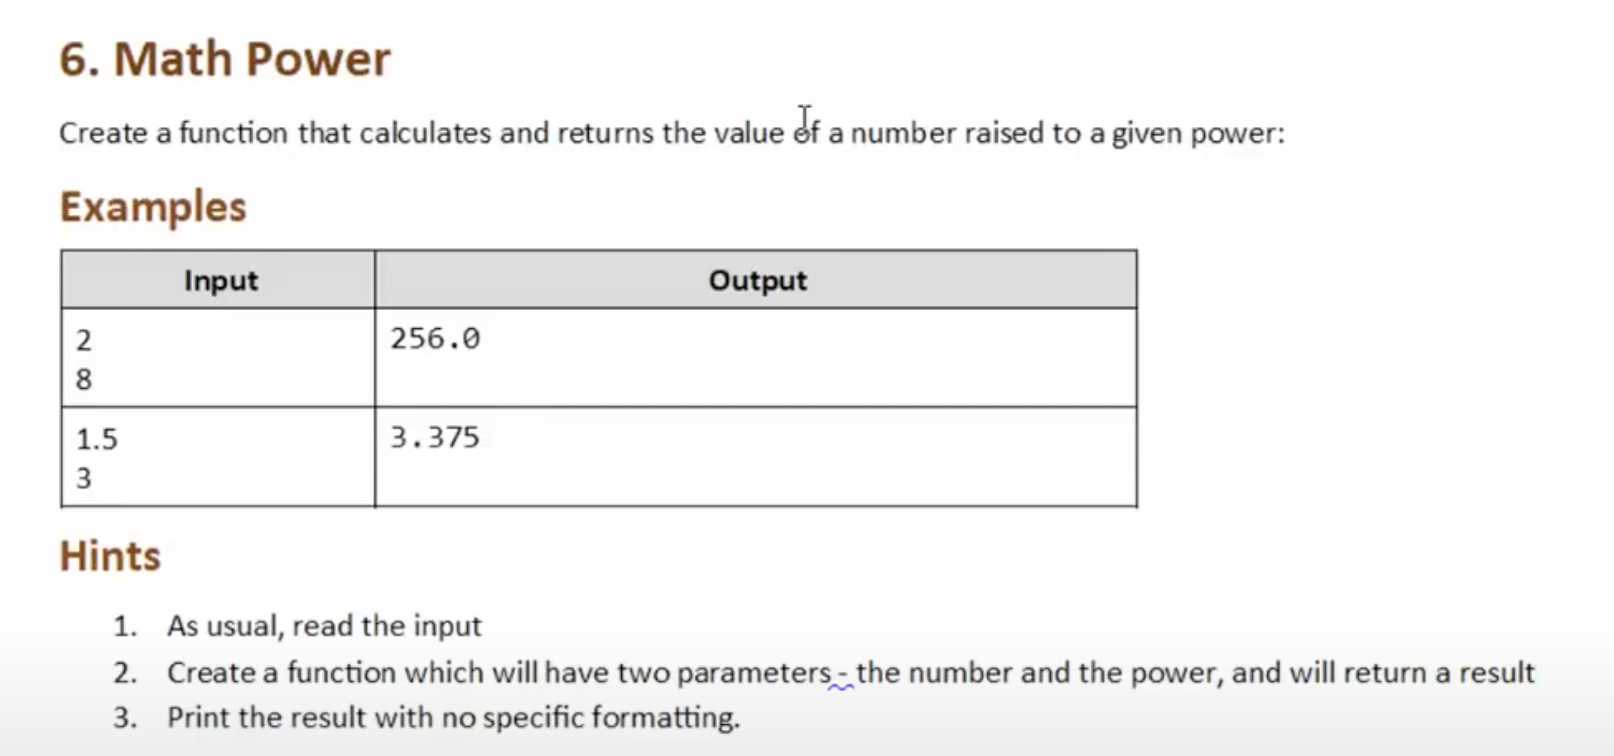 6. Math Power
Create a function that calculates and returns the value of a number raised to a given power:
Examples
Input Output
2 256.0
8
1.5 3.375
3
Hints
1. As usual, read the input
2. Create a function which will have two parameters - the number and the power, and will return a result
3. Print the result with no specific formatting.